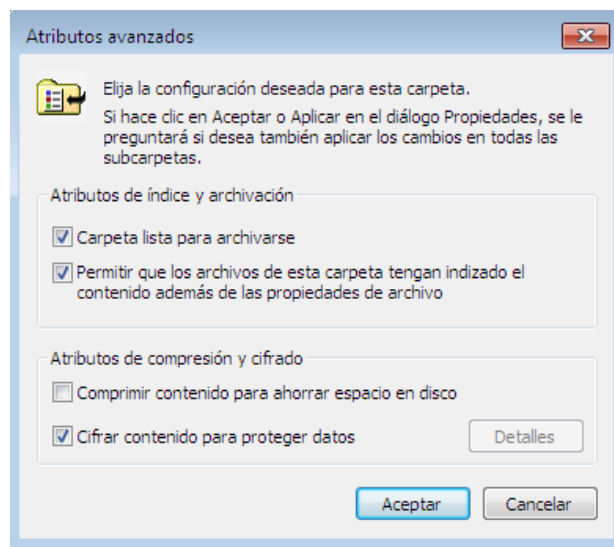 Atributos avanzados
Elija la configuración deseada para esta carpeta.
Si hace clic en Aceptar o Aplicar en el diálogo Propiedades, se le
preguntará si desea también aplicar los cambios en todas las
subcarpetas.
Atributos de índice y archivación
Carpeta lista para archivarse
Permitir que los archivos de esta carpeta tengan indizado el
contenido además de las propiedades de archivo
Atributos de compresión y cifrado
Comprimir contenido para ahorrar espacio en disco
Cifrar contenido para proteger datos
Detalles
Aceptar
Cancelar